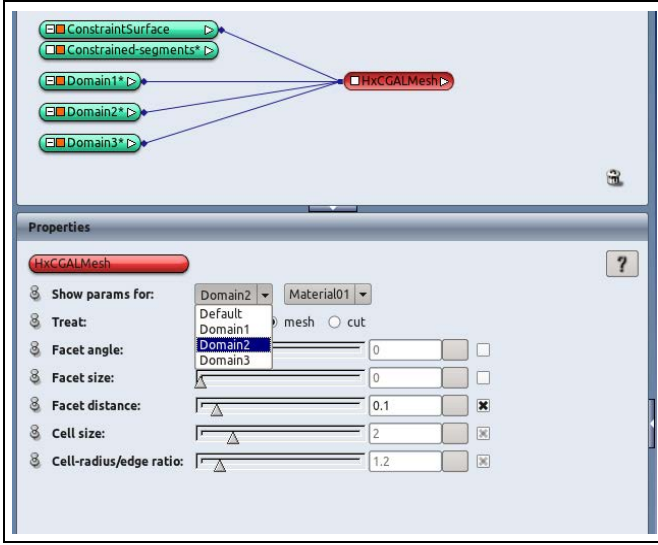 ConstraintSurface
Constrained-segments*
Domain1*
HxCGALMesh
Domain2*
Domain3*
Properties
HxCGALMesh
?
Show params for: Domain2 Material01
Default
Domain1
Domain2
Domain3
Treat: mesh cut
Facet angle: 0
Facet size: 0
Facet distance: 0.1
Cell size: 2
Cell-radius/edge ratio: 1.2